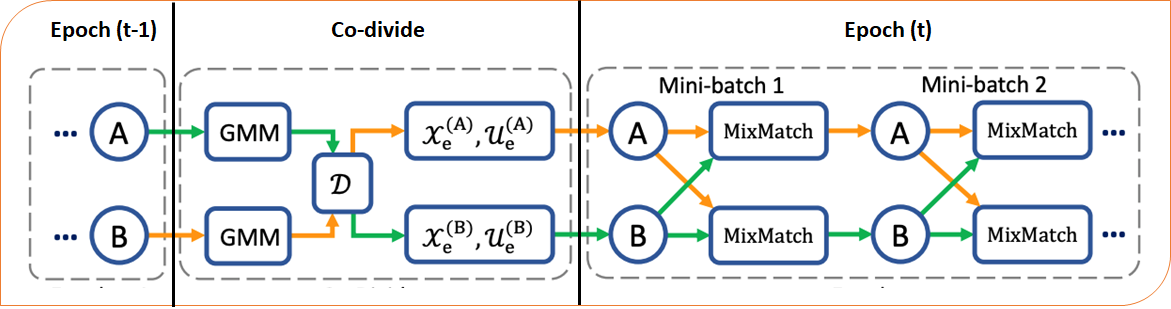 Epoch (t-1)
Co-divide
Epoch (t)
Mini-batch 1
Mini-batch 2
... A
GMM
𝒳e(A), 𝒰e(A)
A
MixMatch
A
MixMatch ...
𝒟
... B
GMM
𝒳e(B), 𝒰e(B)
B
MixMatch
B
MixMatch ...